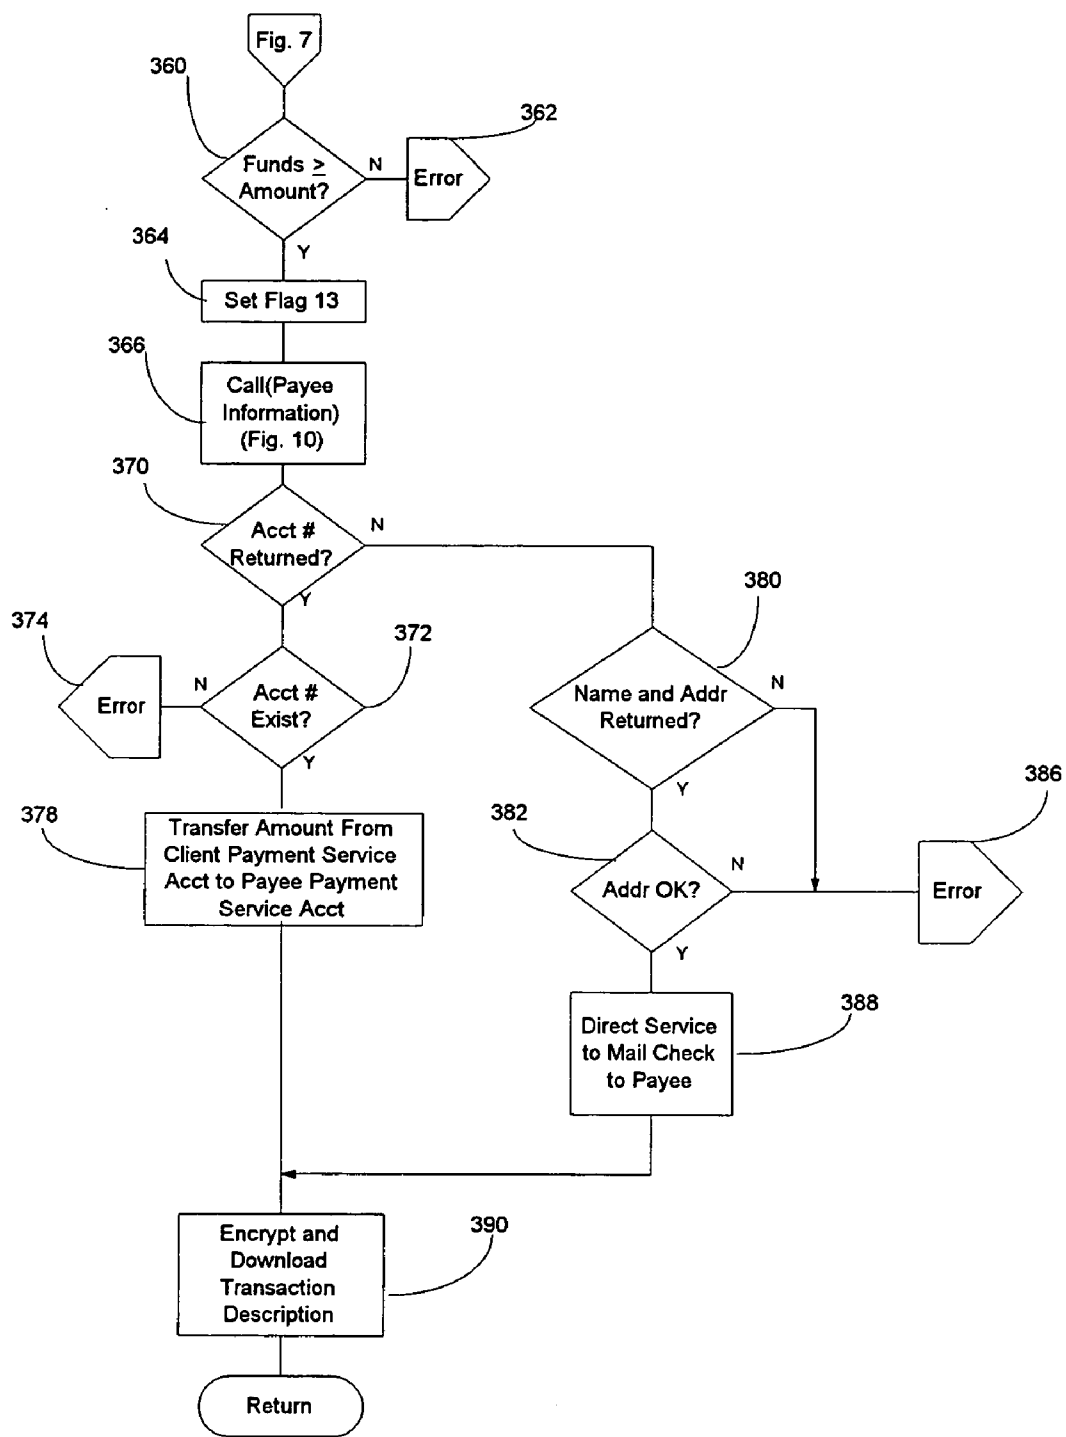 Fig. 7
360
362
Funds ≥
Amount?
N
Error
Y
364
Set Flag 13
366
Call(Payee
Information)
(Fig. 10)
370
Acct #
Returned?
N
Y
380
374
372
Error
N
Acct #
Exist?
Y
Name and Addr
Returned?
N
Y
378
Transfer Amount From
Client Payment Service
Acct to Payee Payment
Service Acct
382
386
Addr OK?
N
Error
Y
388
Direct Service
to Mail Check
to Payee
390
Encrypt and
Download
Transaction
Description
Return